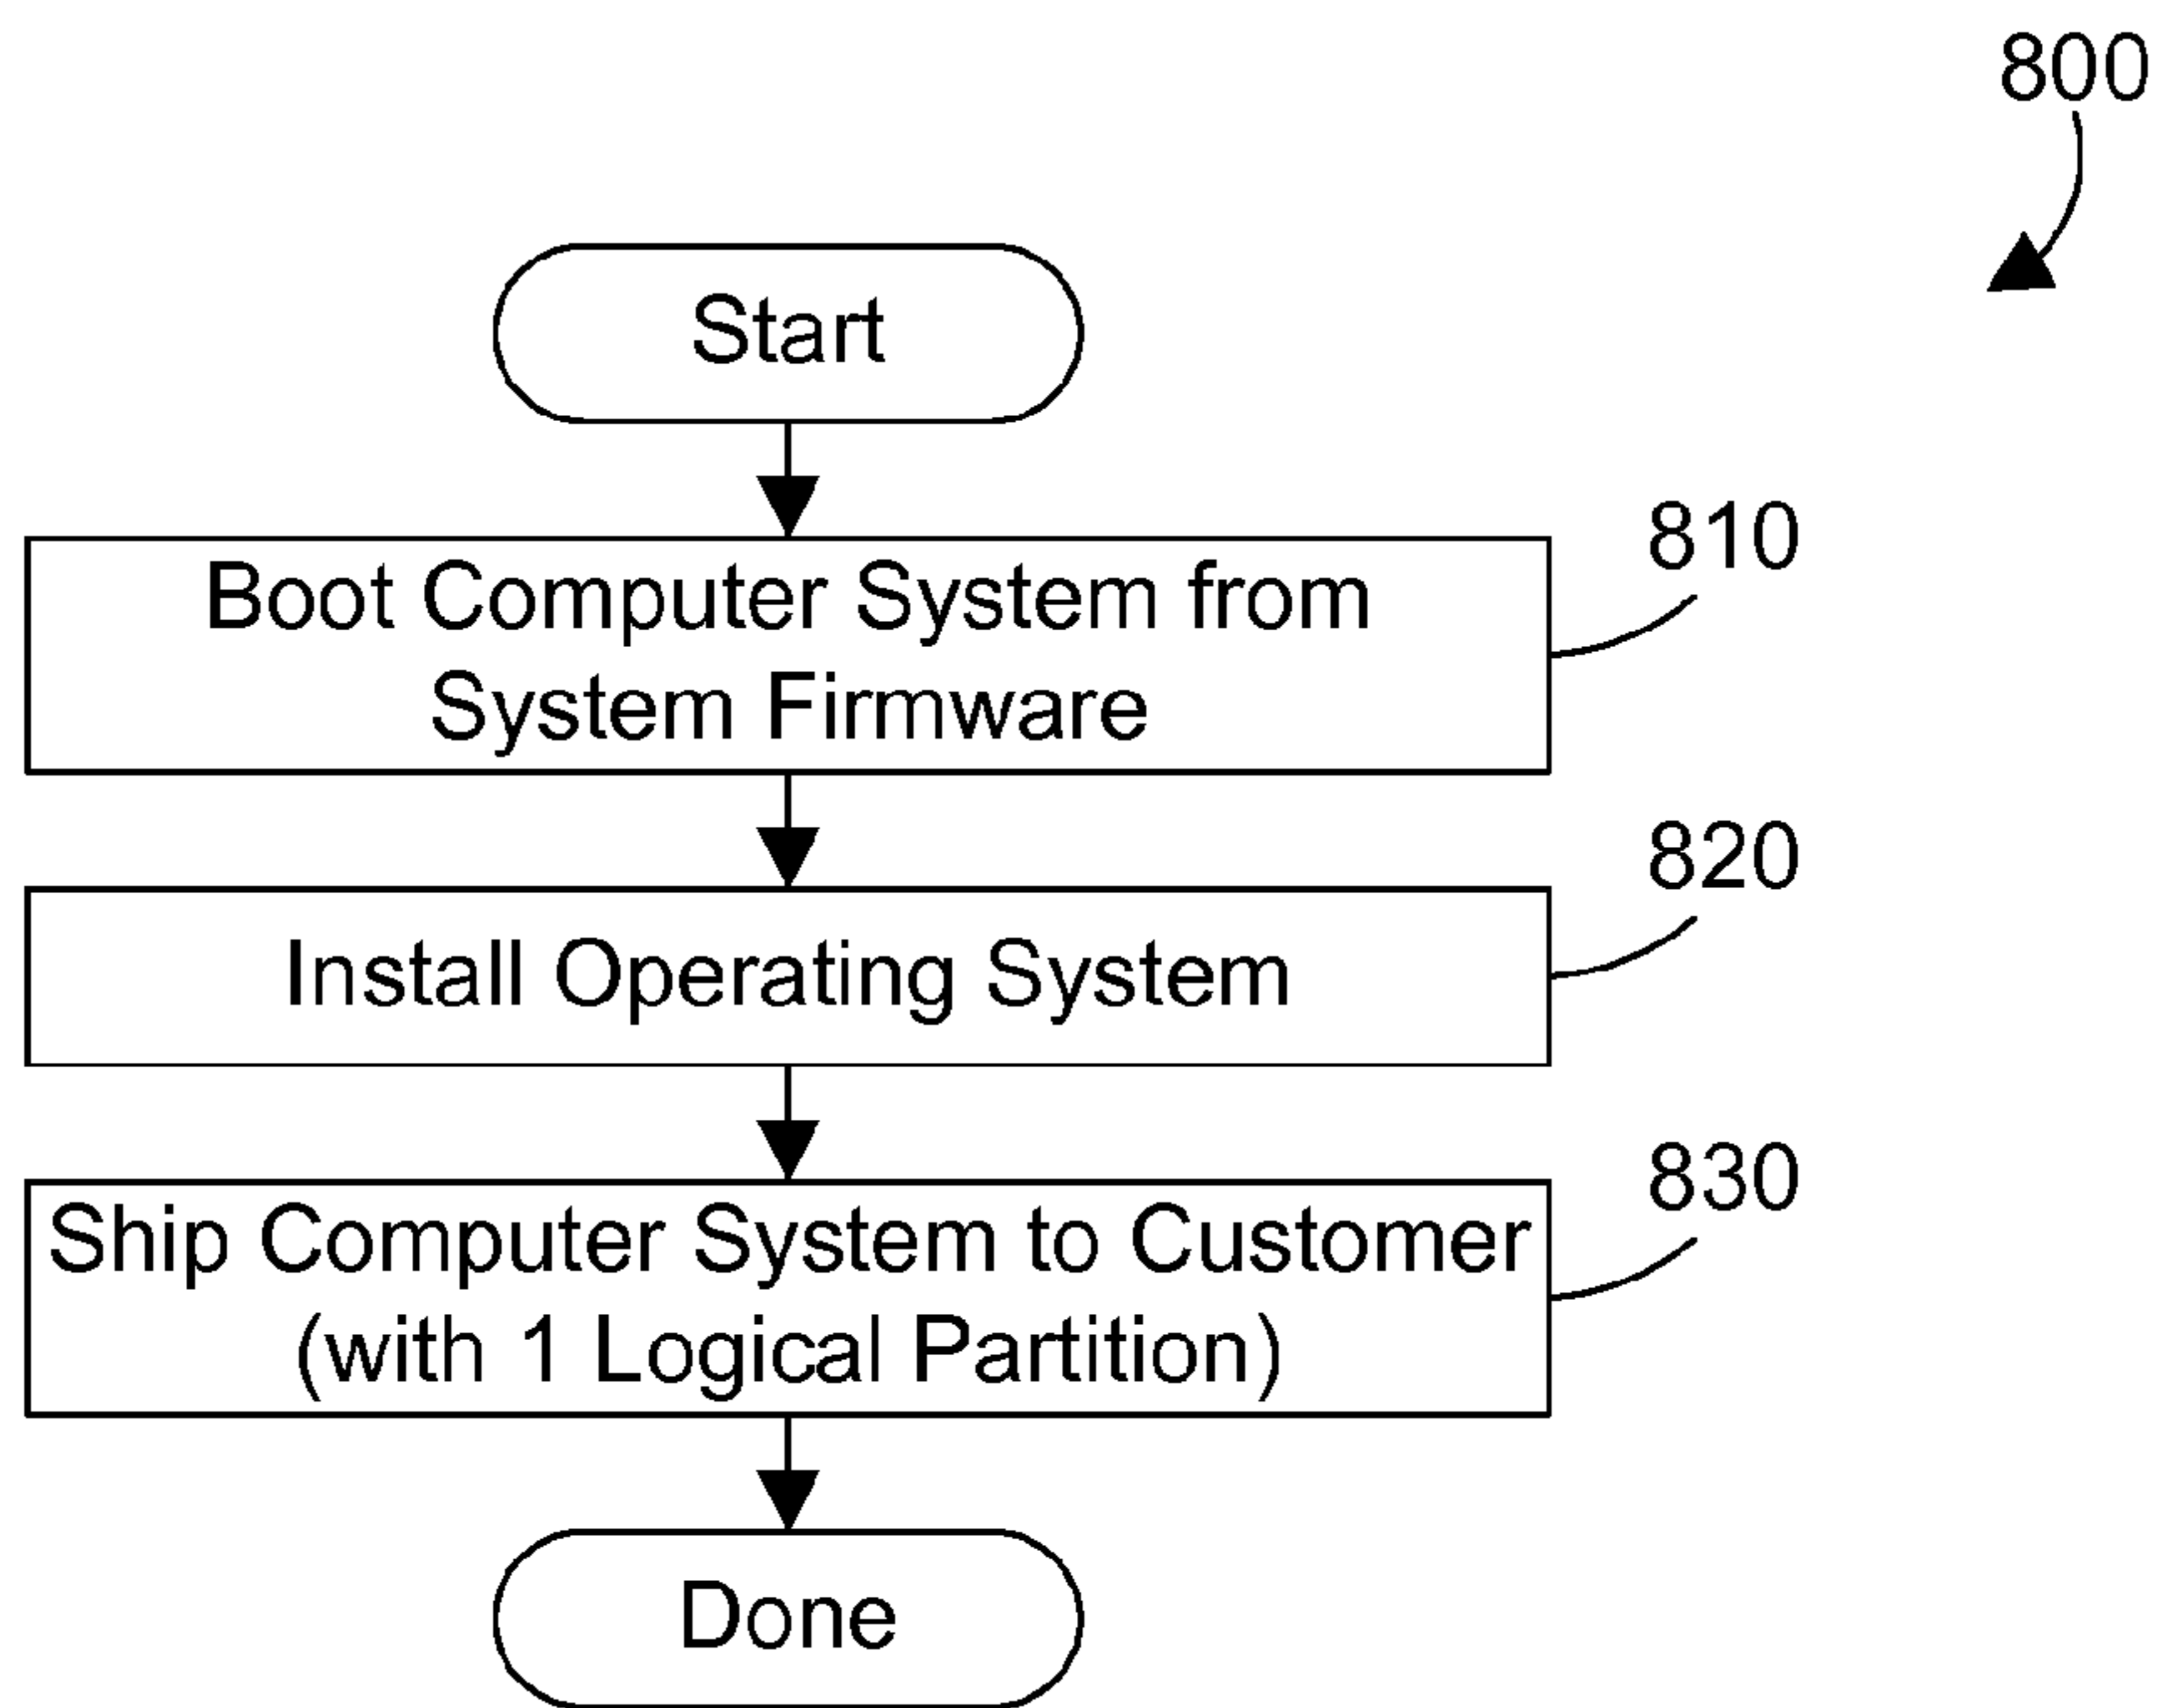 800
Start
810
Boot Computer System from
System Firmware
820
Install Operating System
830
Ship Computer System to Customer
(with 1 Logical Partition)
Done